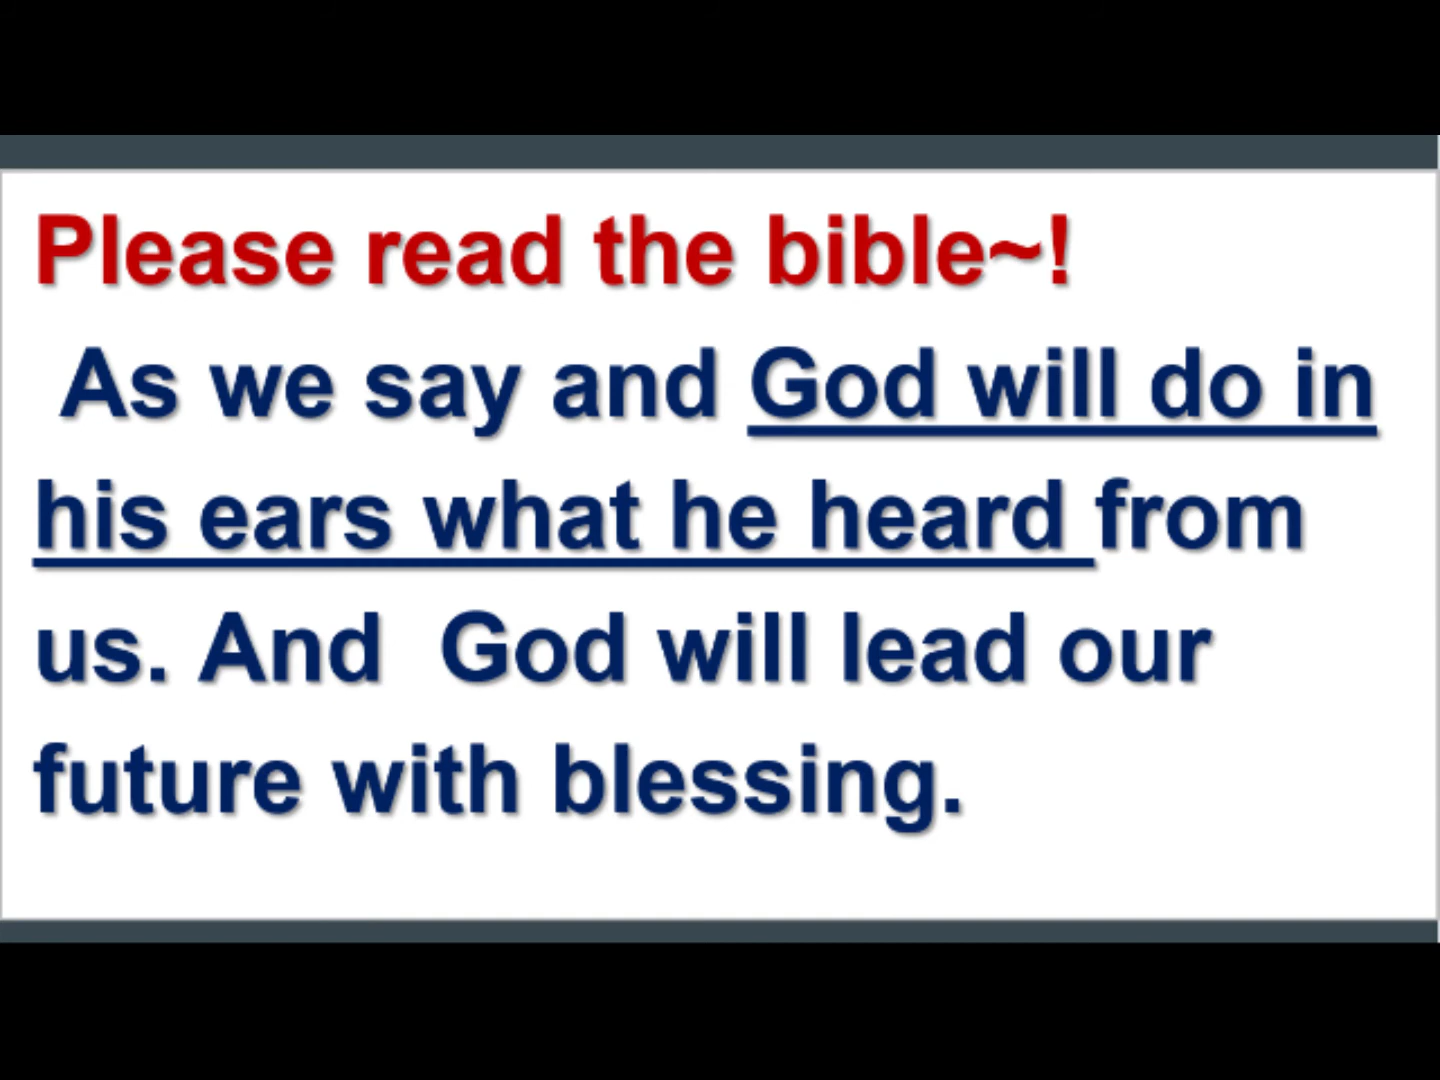 Please read the bible~!
As we say and God will do in
his ears what he heard from
us. And  God will lead our
future with blessing.